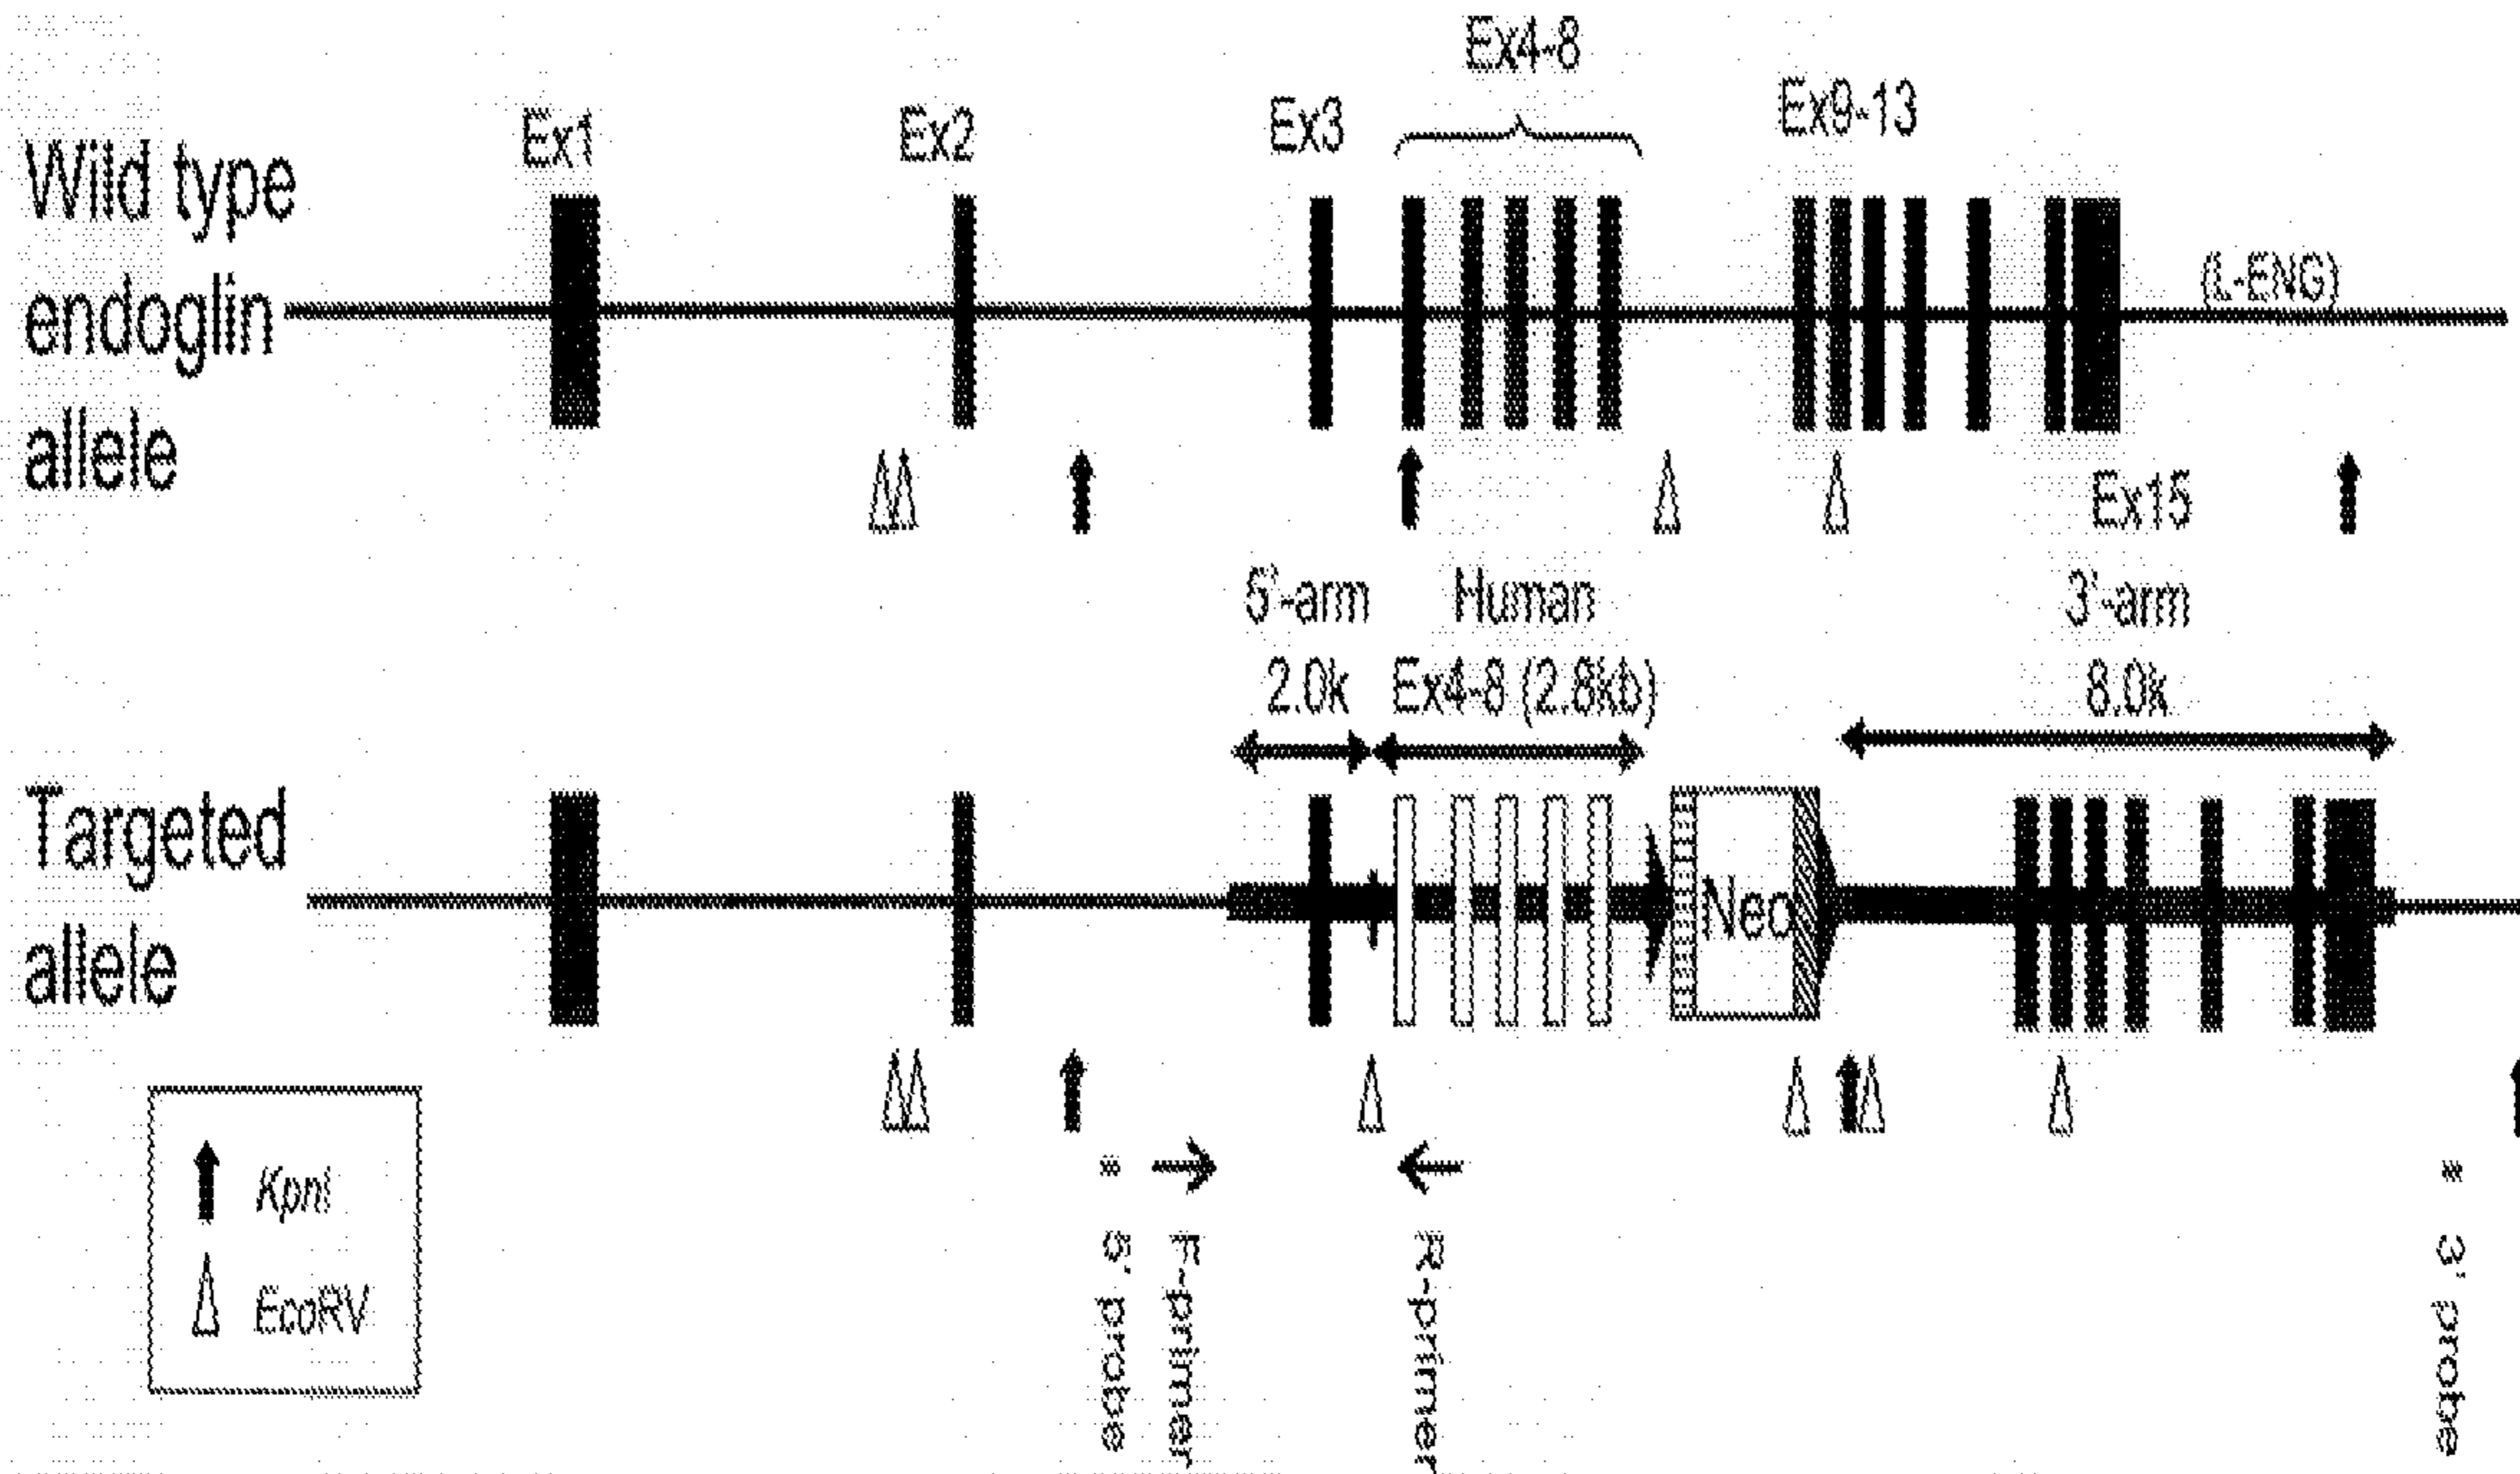 Ex4-8
Ex1
Ex2
Ex3
Ex9-13
Wild type
endoglin
allele
(L-ENG)
Ex15
5'-arm
2.0k
Human
Ex4-8 (2.8kb)
3'-arm
8.0k
Targeted
allele
Neo
KpnI
EcoRV
5' probe
F-primer
R-primer
3' probe